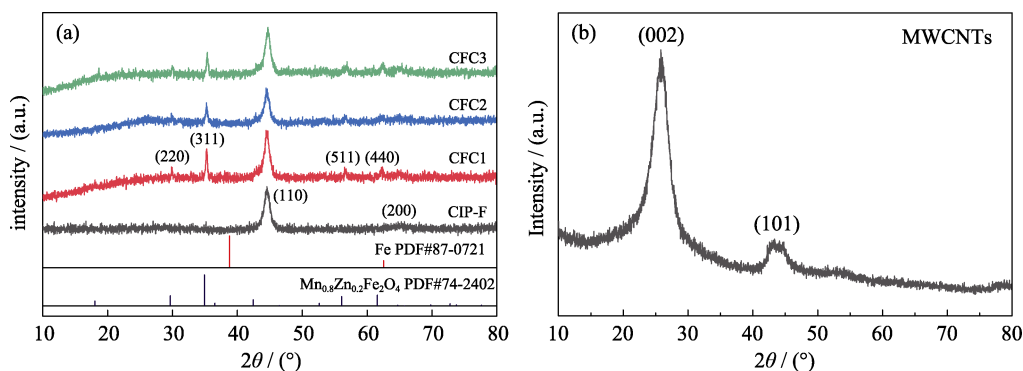 (a)
CFC3
CFC2
(311)
(220)
(511)
(440)
CFC1
(110)
(200)
CIP-F
Fe PDF#87-0721
Mn₀.₈Zn₀.₂Fe₂O₄ PDF#74-2402
10 20 30 40 50 60 70 80
2θ / (°)
intensity / (a.u.)
(b)
(002)
MWCNTs
(101)
10 20 30 40 50 60 70 80
2θ / (°)
Intensity / (a.u.)